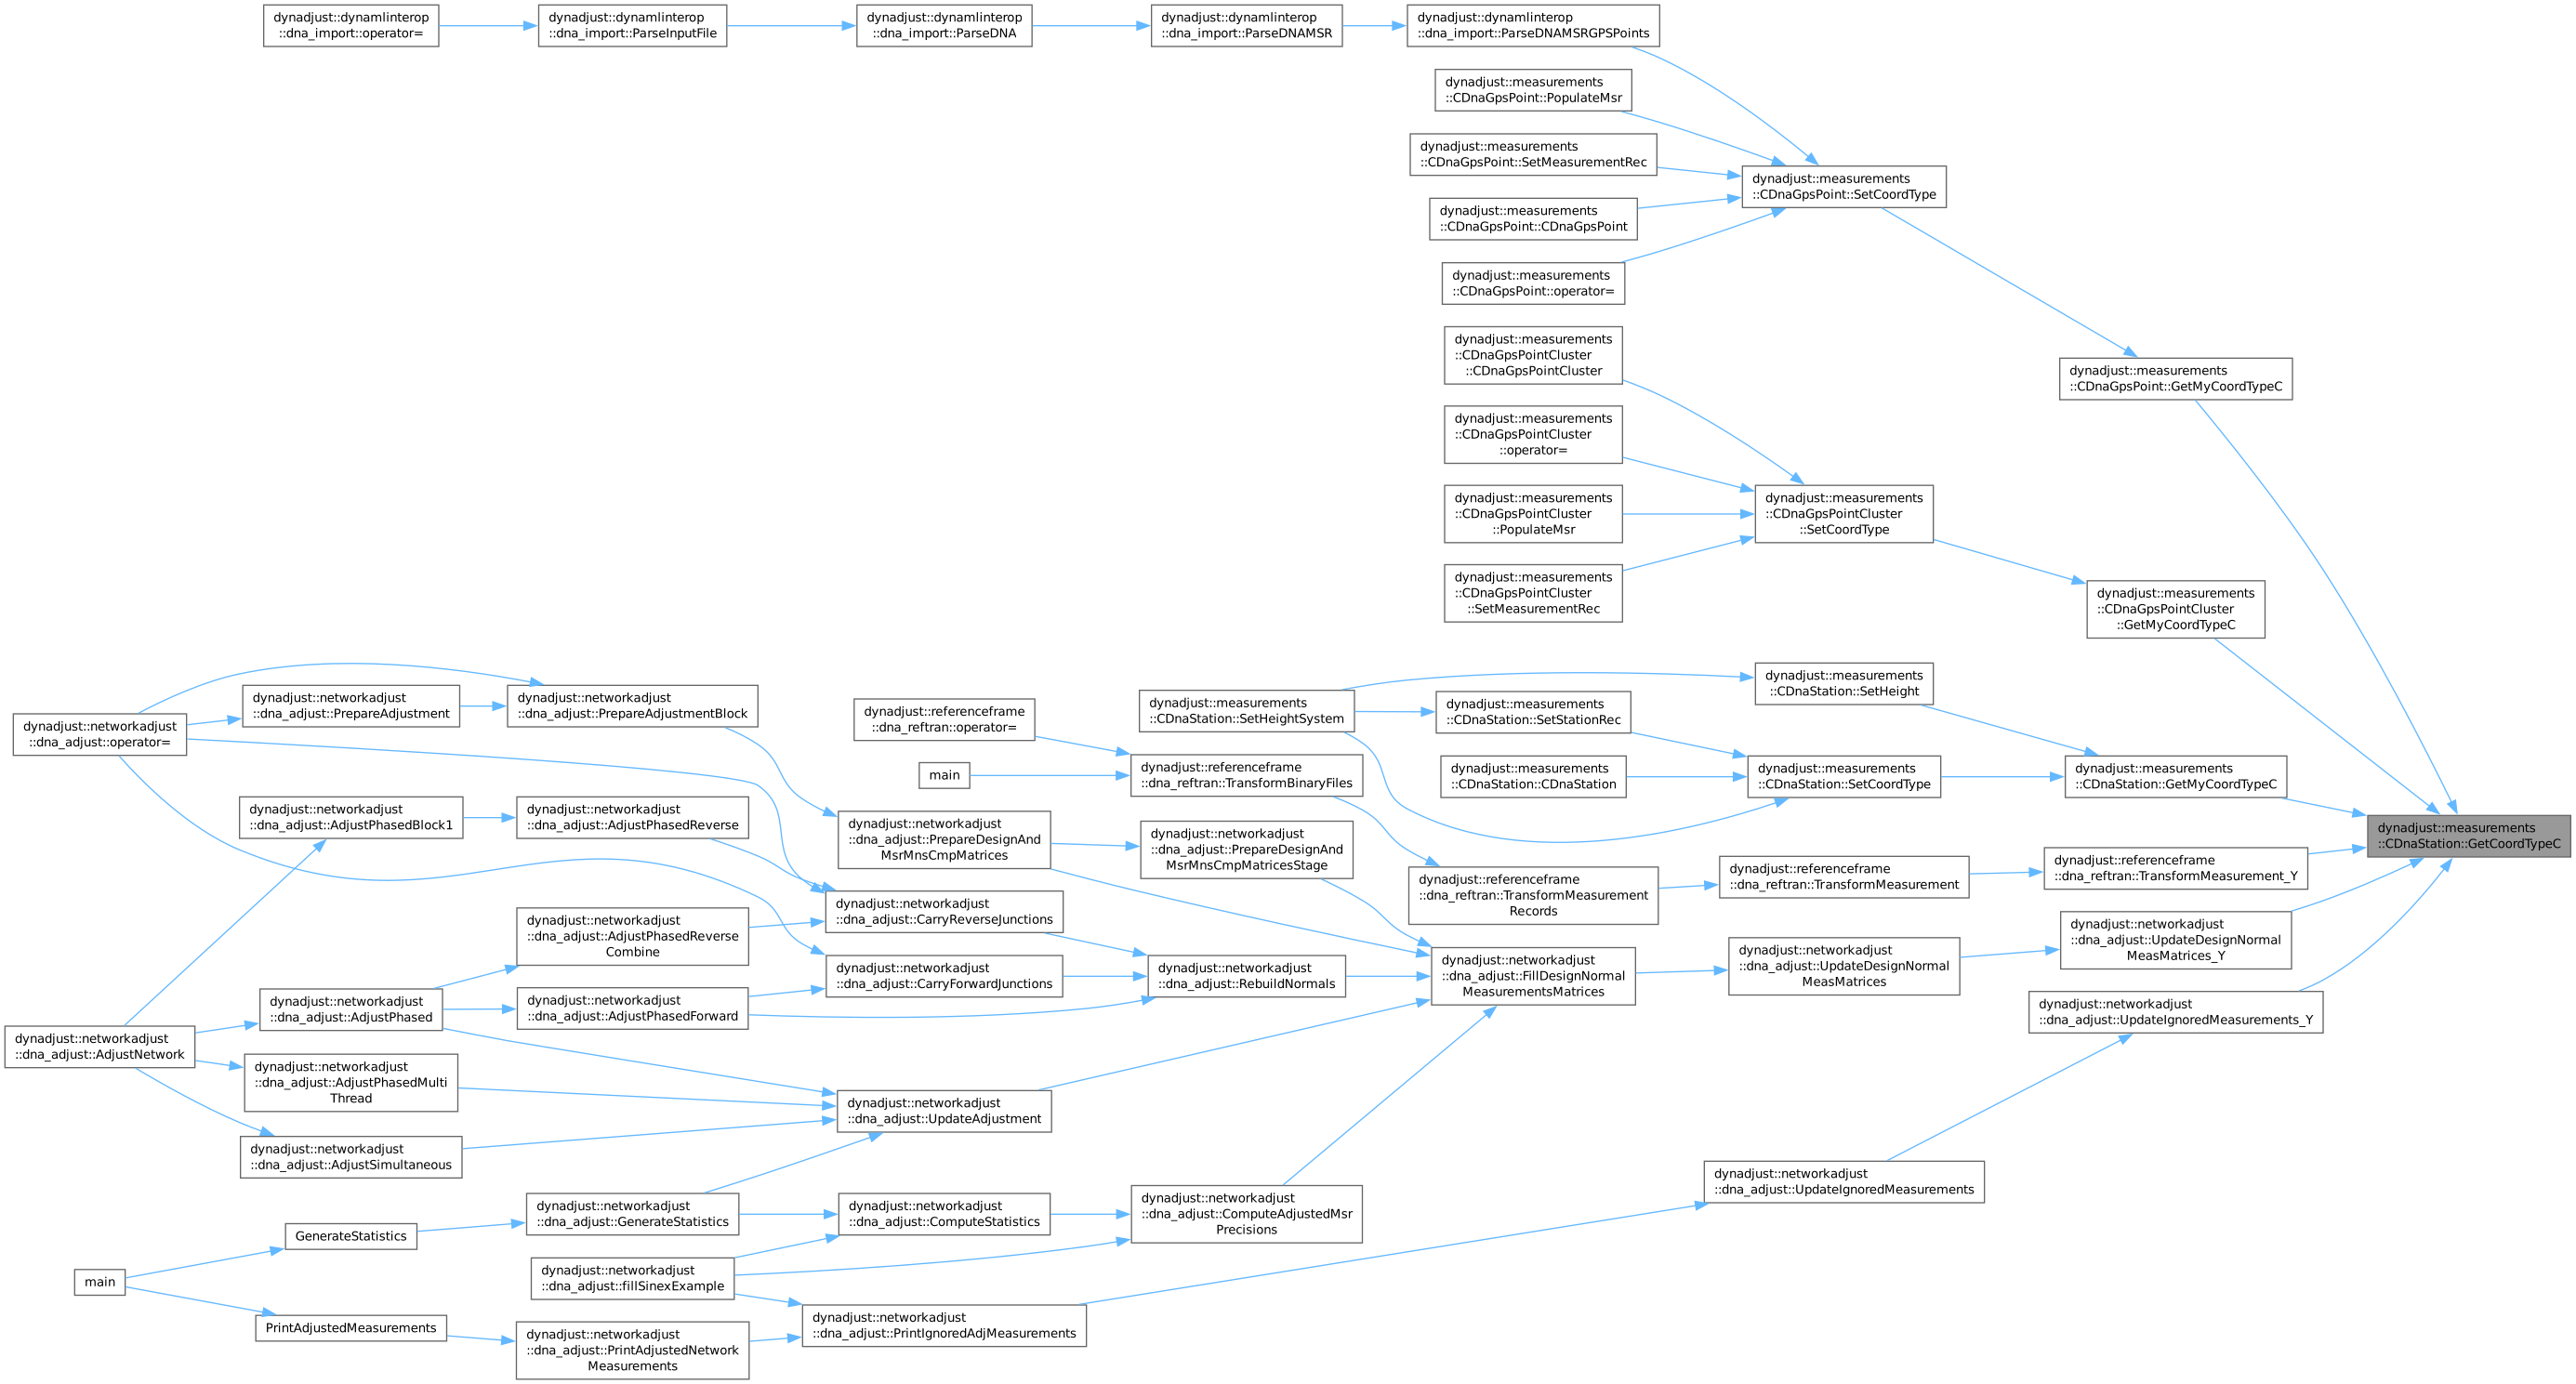 dynadjust::dynamlinterop
::dna_import::operator=
dynadjust::dynamlinterop
::dna_import::ParseInputFile
dynadjust::dynamlinterop
::dna_import::ParseDNA
dynadjust::dynamlinterop
::dna_import::ParseDNAMSR
dynadjust::dynamlinterop
::dna_import::ParseDNAMSRGPSPoints
dynadjust::measurements
::CDnaGpsPoint::PopulateMsr
dynadjust::measurements
::CDnaGpsPoint::SetMeasurementRec
dynadjust::measurements
::CDnaGpsPoint::SetCoordType
dynadjust::measurements
::CDnaGpsPoint::CDnaGpsPoint
dynadjust::measurements
::CDnaGpsPoint::operator=
dynadjust::measurements
::CDnaGpsPointCluster
::CDnaGpsPointCluster
dynadjust::measurements
::CDnaGpsPoint::GetMyCoordTypeC
dynadjust::measurements
::CDnaGpsPointCluster
::operator=
dynadjust::measurements
::CDnaGpsPointCluster
::PopulateMsr
dynadjust::measurements
::CDnaGpsPointCluster
::SetCoordType
dynadjust::measurements
::CDnaGpsPointCluster
::SetMeasurementRec
dynadjust::measurements
::CDnaGpsPointCluster
::GetMyCoordTypeC
dynadjust::measurements
::CDnaStation::SetHeight
dynadjust::networkadjust
::dna_adjust::operator=
dynadjust::networkadjust
::dna_adjust::PrepareAdjustment
dynadjust::networkadjust
::dna_adjust::PrepareAdjustmentBlock
dynadjust::referenceframe
::dna_reftran::operator=
dynadjust::measurements
::CDnaStation::SetHeightSystem
dynadjust::measurements
::CDnaStation::SetStationRec
main
dynadjust::referenceframe
::dna_reftran::TransformBinaryFiles
dynadjust::measurements
::CDnaStation::CDnaStation
dynadjust::measurements
::CDnaStation::SetCoordType
dynadjust::measurements
::CDnaStation::GetMyCoordTypeC
dynadjust::networkadjust
::dna_adjust::AdjustPhasedBlock1
dynadjust::networkadjust
::dna_adjust::AdjustPhasedReverse
dynadjust::networkadjust
::dna_adjust::PrepareDesignAnd
MsrMnsCmpMatrices
dynadjust::networkadjust
::dna_adjust::PrepareDesignAnd
MsrMnsCmpMatricesStage
dynadjust::measurements
::CDnaStation::GetCoordTypeC
dynadjust::referenceframe
::dna_reftran::TransformMeasurement
Records
dynadjust::referenceframe
::dna_reftran::TransformMeasurement
dynadjust::referenceframe
::dna_reftran::TransformMeasurement_Y
dynadjust::networkadjust
::dna_adjust::CarryReverseJunctions
dynadjust::networkadjust
::dna_adjust::AdjustPhasedReverse
Combine
dynadjust::networkadjust
::dna_adjust::UpdateDesignNormal
MeasMatrices_Y
dynadjust::networkadjust
::dna_adjust::UpdateDesignNormal
MeasMatrices
dynadjust::networkadjust
::dna_adjust::FillDesignNormal
MeasurementsMatrices
dynadjust::networkadjust
::dna_adjust::RebuildNormals
dynadjust::networkadjust
::dna_adjust::CarryForwardJunctions
dynadjust::networkadjust
::dna_adjust::AdjustPhasedForward
dynadjust::networkadjust
::dna_adjust::AdjustPhased
dynadjust::networkadjust
::dna_adjust::UpdateIgnoredMeasurements_Y
dynadjust::networkadjust
::dna_adjust::AdjustNetwork
dynadjust::networkadjust
::dna_adjust::AdjustPhasedMulti
Thread
dynadjust::networkadjust
::dna_adjust::UpdateAdjustment
dynadjust::networkadjust
::dna_adjust::AdjustSimultaneous
dynadjust::networkadjust
::dna_adjust::UpdateIgnoredMeasurements
dynadjust::networkadjust
::dna_adjust::ComputeAdjustedMsr
Precisions
dynadjust::networkadjust
::dna_adjust::ComputeStatistics
dynadjust::networkadjust
::dna_adjust::GenerateStatistics
GenerateStatistics
dynadjust::networkadjust
::dna_adjust::fillSinexExample
main
dynadjust::networkadjust
::dna_adjust::PrintIgnoredAdjMeasurements
PrintAdjustedMeasurements
dynadjust::networkadjust
::dna_adjust::PrintAdjustedNetwork
Measurements